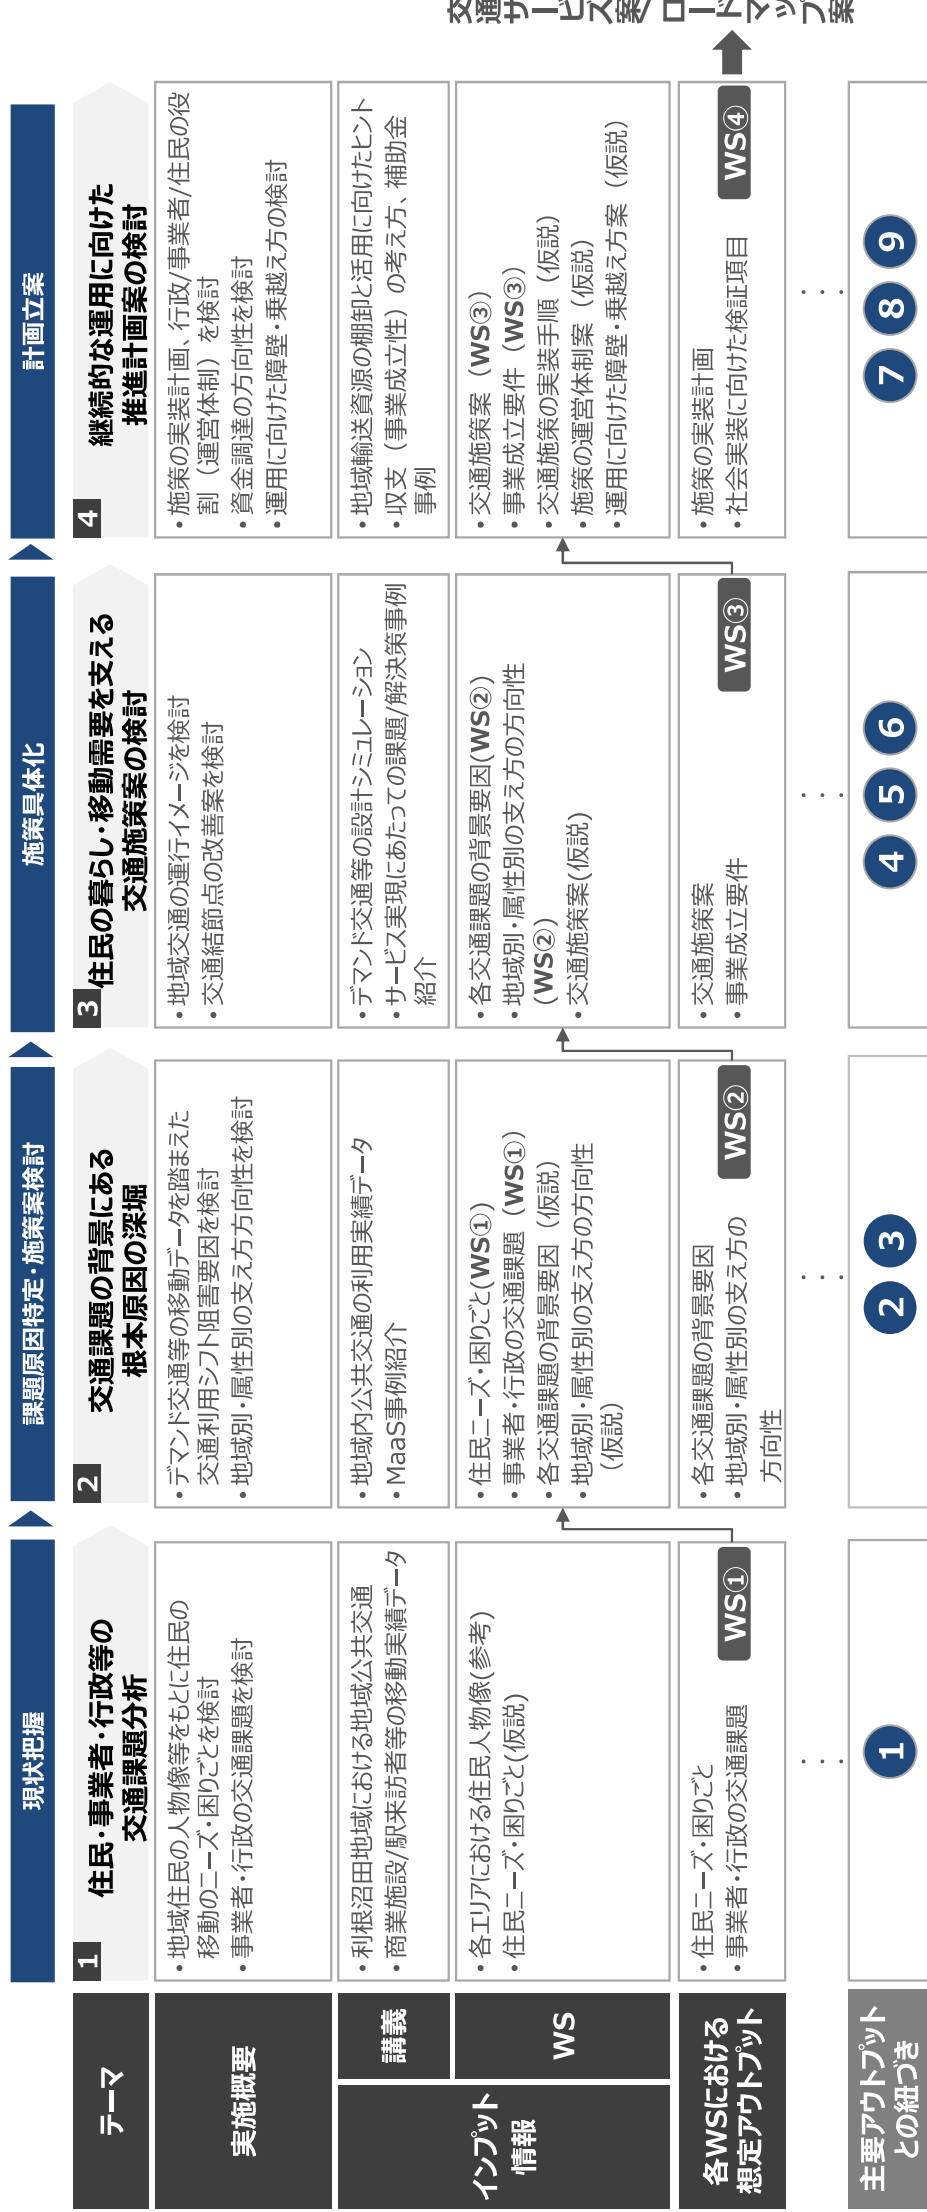 現状把握
課題原因特定・施策案検討
施策具体化
計画立案
テーマ
1
住民・事業者・行政等の
交通課題分析
2
交通課題の背景にある
根本原因の深堀
3
住民の暮らし・移動需要を支える
交通施策案の検討
4
継続的な運用に向けた
推進計画案の検討
実施概要
・地域住民の人物像等をもとに住民の
移動のニーズ・困りごとを検討
・事業者・行政の交通課題を検討
・デマンド交通等の移動データを踏まえた
交通利用シフト阻害要因を検討
・地域別・属性別の支え方方向性を検討
・地域交通の運行イメージを検討
・交通結節点の改善案を検討
・施策の実装計画、行政/事業者/住民の役
割（運営体制）を検討
・資金調達の方向性を検討
・運用に向けた障壁・乗越え方の検討
インプット
情報
講義
・利根沼田地域における地域公共交通
・商業施設/駅来訪者等の移動実績データ
・地域内公共交通の利用実績データ
・MaaS事例紹介
・デマンド交通等の設計シミュレーション
・サービス実現にあたっての課題/解決策事例
紹介
・地域輸送資源の棚卸と活用に向けたヒント
・収支（事業成立性）の考え方、補助金
事例
WS
・各エリアにおける住民人物像(参考)
・住民ニーズ・困りごと(仮説)
・住民ニーズ・困りごと(WS①)
・事業者・行政の交通課題（WS①）
・各交通課題の背景要因（仮説）
・地域別・属性別の支え方の方向性
（仮説）
・各交通課題の背景要因(WS②)
・地域別・属性別の支え方の方向性
(WS②)
・交通施策案(仮説)
・交通施策案（WS③）
・事業成立要件（WS③）
・交通施策の実装手順（仮説）
・施策の運営体制案（仮説）
・運用に向けた障壁・乗越え方案（仮説）
各WSにおける
想定アウトプット
・住民ニーズ・困りごと
・事業者・行政の交通課題
WS①
・各交通課題の背景要因
・地域別・属性別の支え方の
方向性
WS②
・交通施策案
・事業成立要件
WS③
・施策の実装計画
・社会実装に向けた検証項目
WS④
交通サービス案/ロードマップ案
主要アウトプット
との紐づき
1
2 3
4 5 6
7 8 9